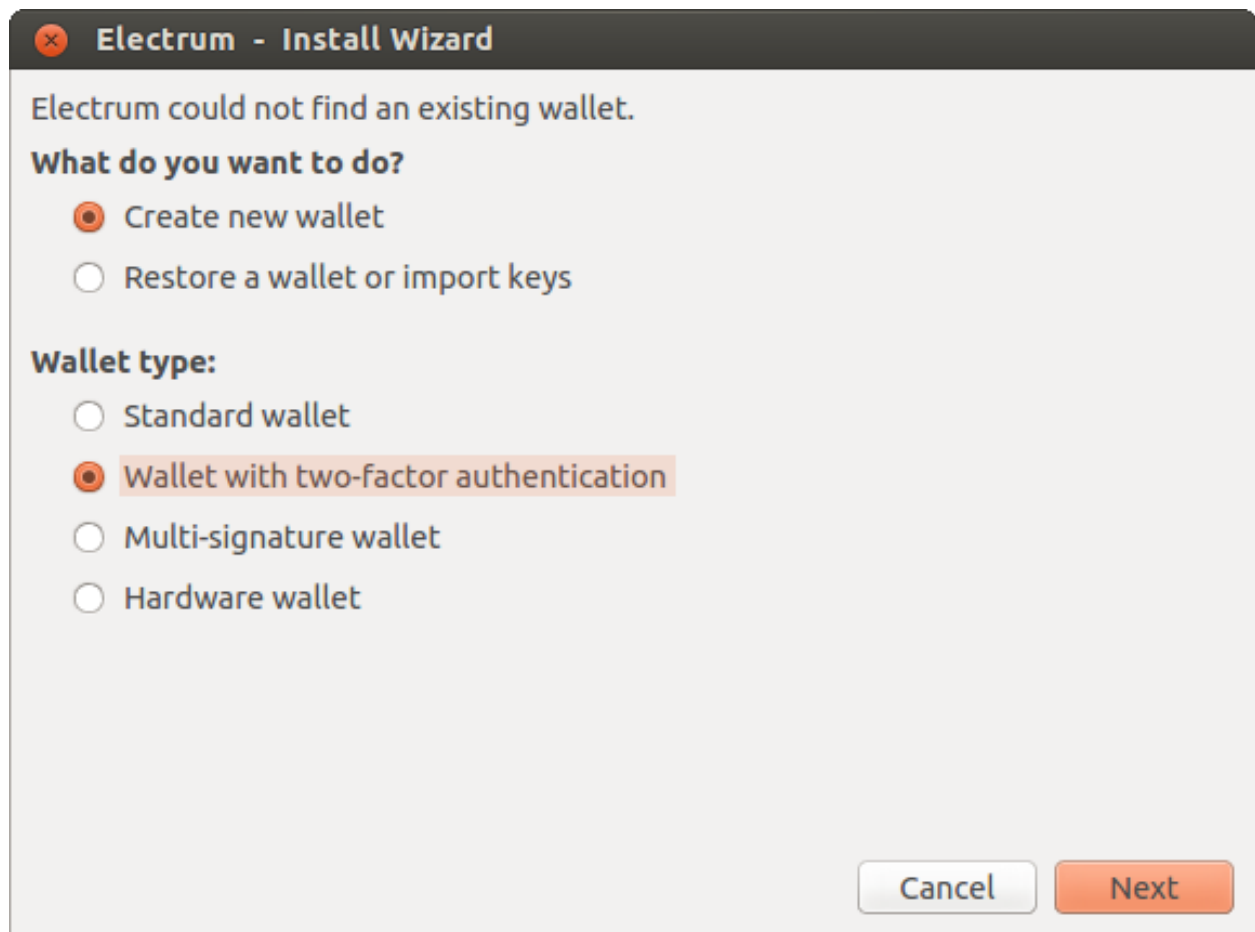 Electrum - Install Wizard
Electrum could not find an existing wallet.
What do you want to do?
Create new wallet
Restore a wallet or import keys
Wallet type:
Standard wallet
Wallet with two-factor authentication
Multi-signature wallet
Hardware wallet
Cancel Next